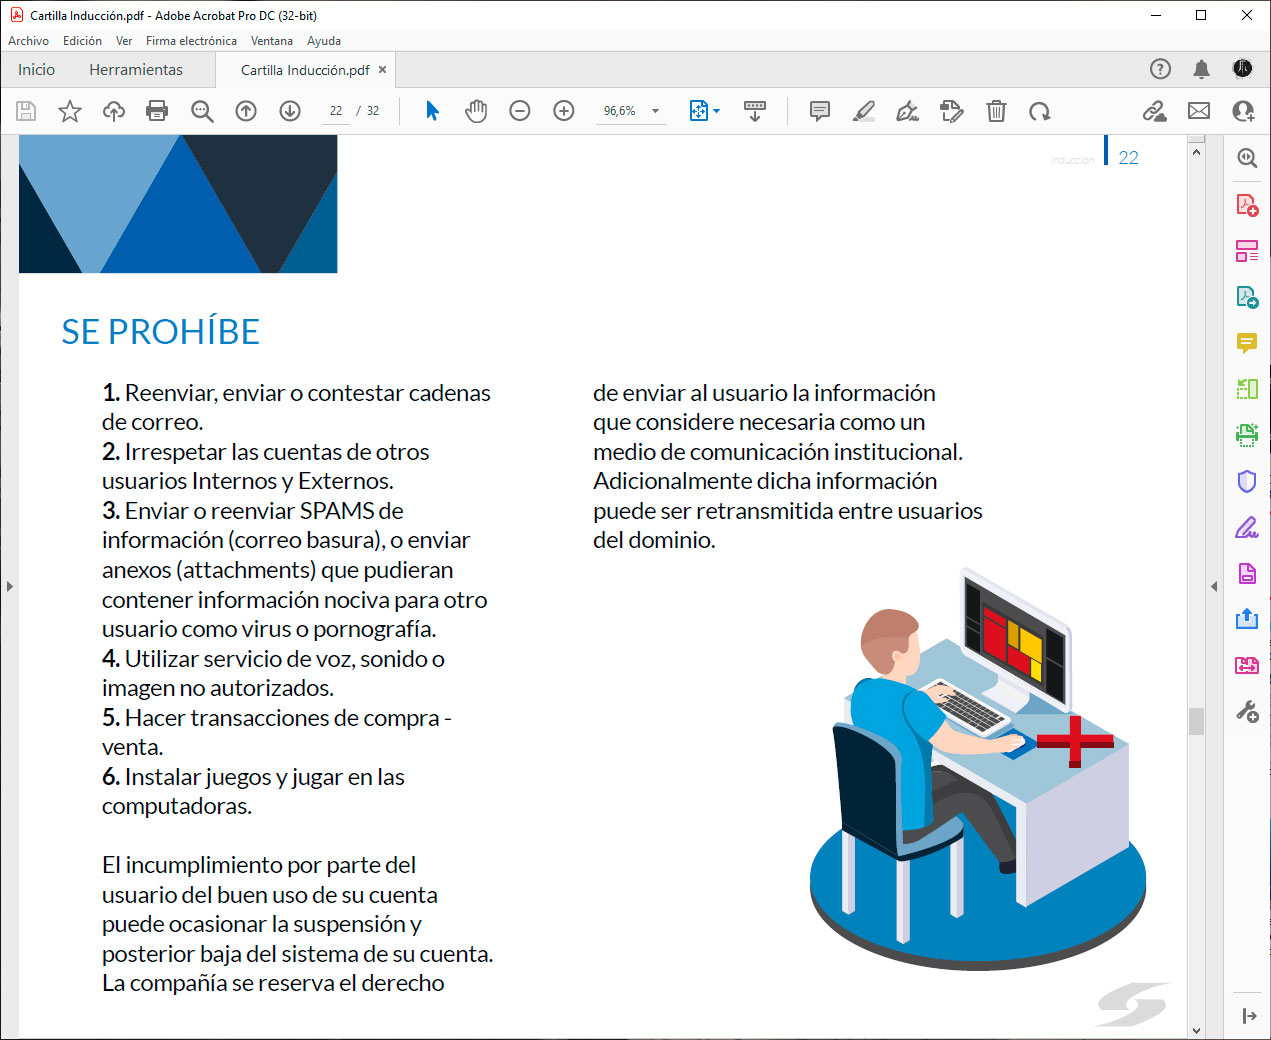 Cartilla Inducción.pdf - Adobe Acrobat Pro DC (32-bit)
Archivo Edición Ver Firma electrónica Ventana Ayuda
Inicio Herramientas Cartilla Inducción.pdf ×
22 / 32 96,6%
Inducción 22
SE PROHÍBE
1. Reenviar, enviar o contestar cadenas
de correo.
2. Irrespetar las cuentas de otros
usuarios Internos y Externos.
3. Enviar o reenviar SPAMS de
información (correo basura), o enviar
anexos (attachments) que pudieran
contener información nociva para otro
usuario como virus o pornografía.
4. Utilizar servicio de voz, sonido o
imagen no autorizados.
5. Hacer transacciones de compra -
venta.
6. Instalar juegos y jugar en las
computadoras.
El incumplimiento por parte del
usuario del buen uso de su cuenta
puede ocasionar la suspensión y
posterior baja del sistema de su cuenta.
La compañía se reserva el derecho
de enviar al usuario la información
que considere necesaria como un
medio de comunicación institucional.
Adicionalmente dicha información
puede ser retransmitida entre usuarios
del dominio.